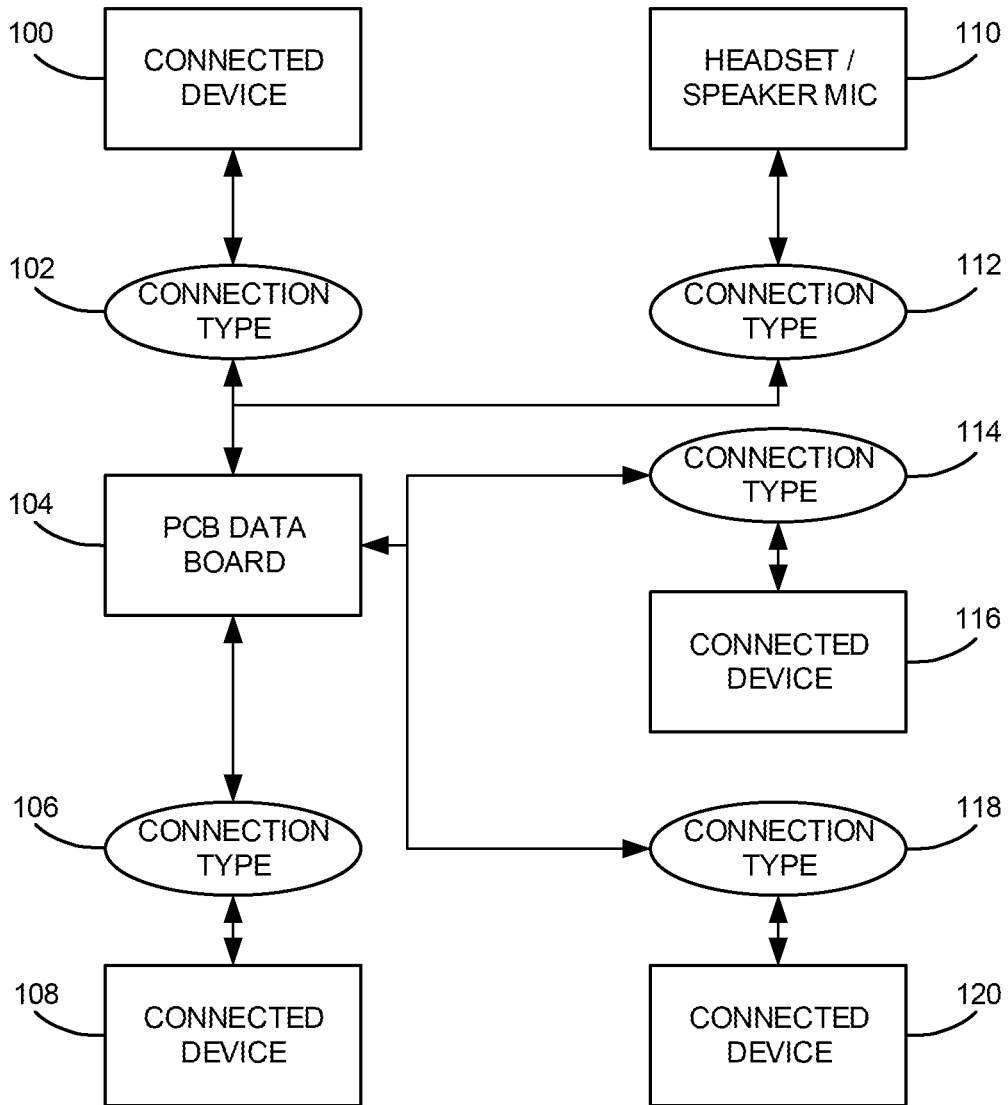 100
CONNECTED
DEVICE
HEADSET /
SPEAKER MIC
110
102
CONNECTION
TYPE
CONNECTION
TYPE
112
CONNECTION
TYPE
114
104
PCB DATA
BOARD
CONNECTED
DEVICE
116
106
CONNECTION
TYPE
CONNECTION
TYPE
118
108
CONNECTED
DEVICE
CONNECTED
DEVICE
120